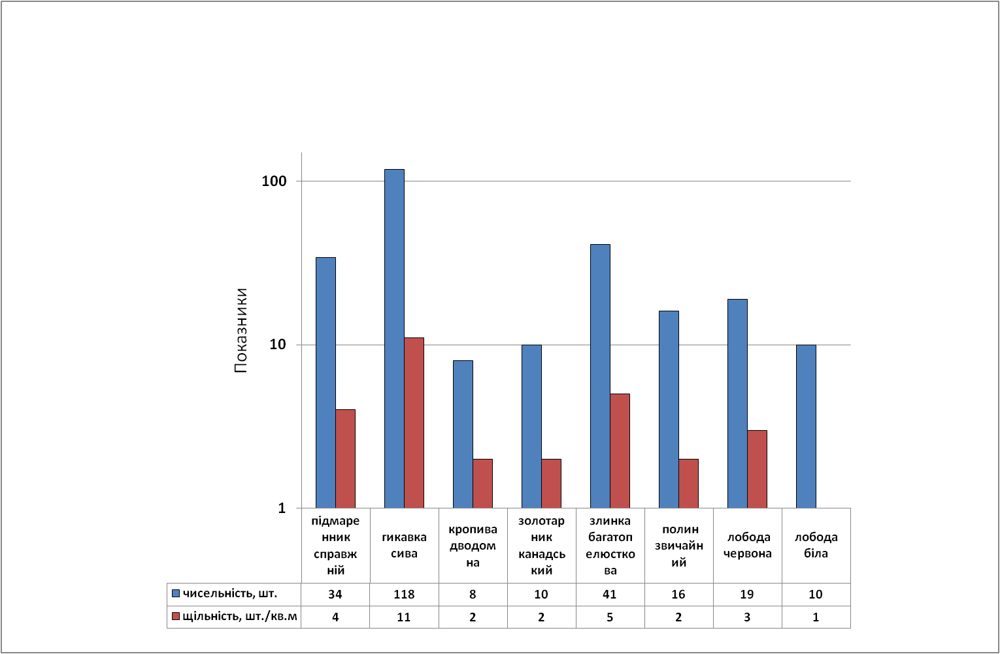 100
10
1
Показники
підмаре
нник
справж
ній
гикавка
сива
кропива
дводом
на
золотар
ник
канадсь
кий
злинка
багатоп
елюстко
ва
полин
звичайн
ий
лобода
червона
лобода
біла
чисельність, шт. 34 118 8 10 41 16 19 10
щільність, шт./кв.м 4 11 2 2 5 2 3 1